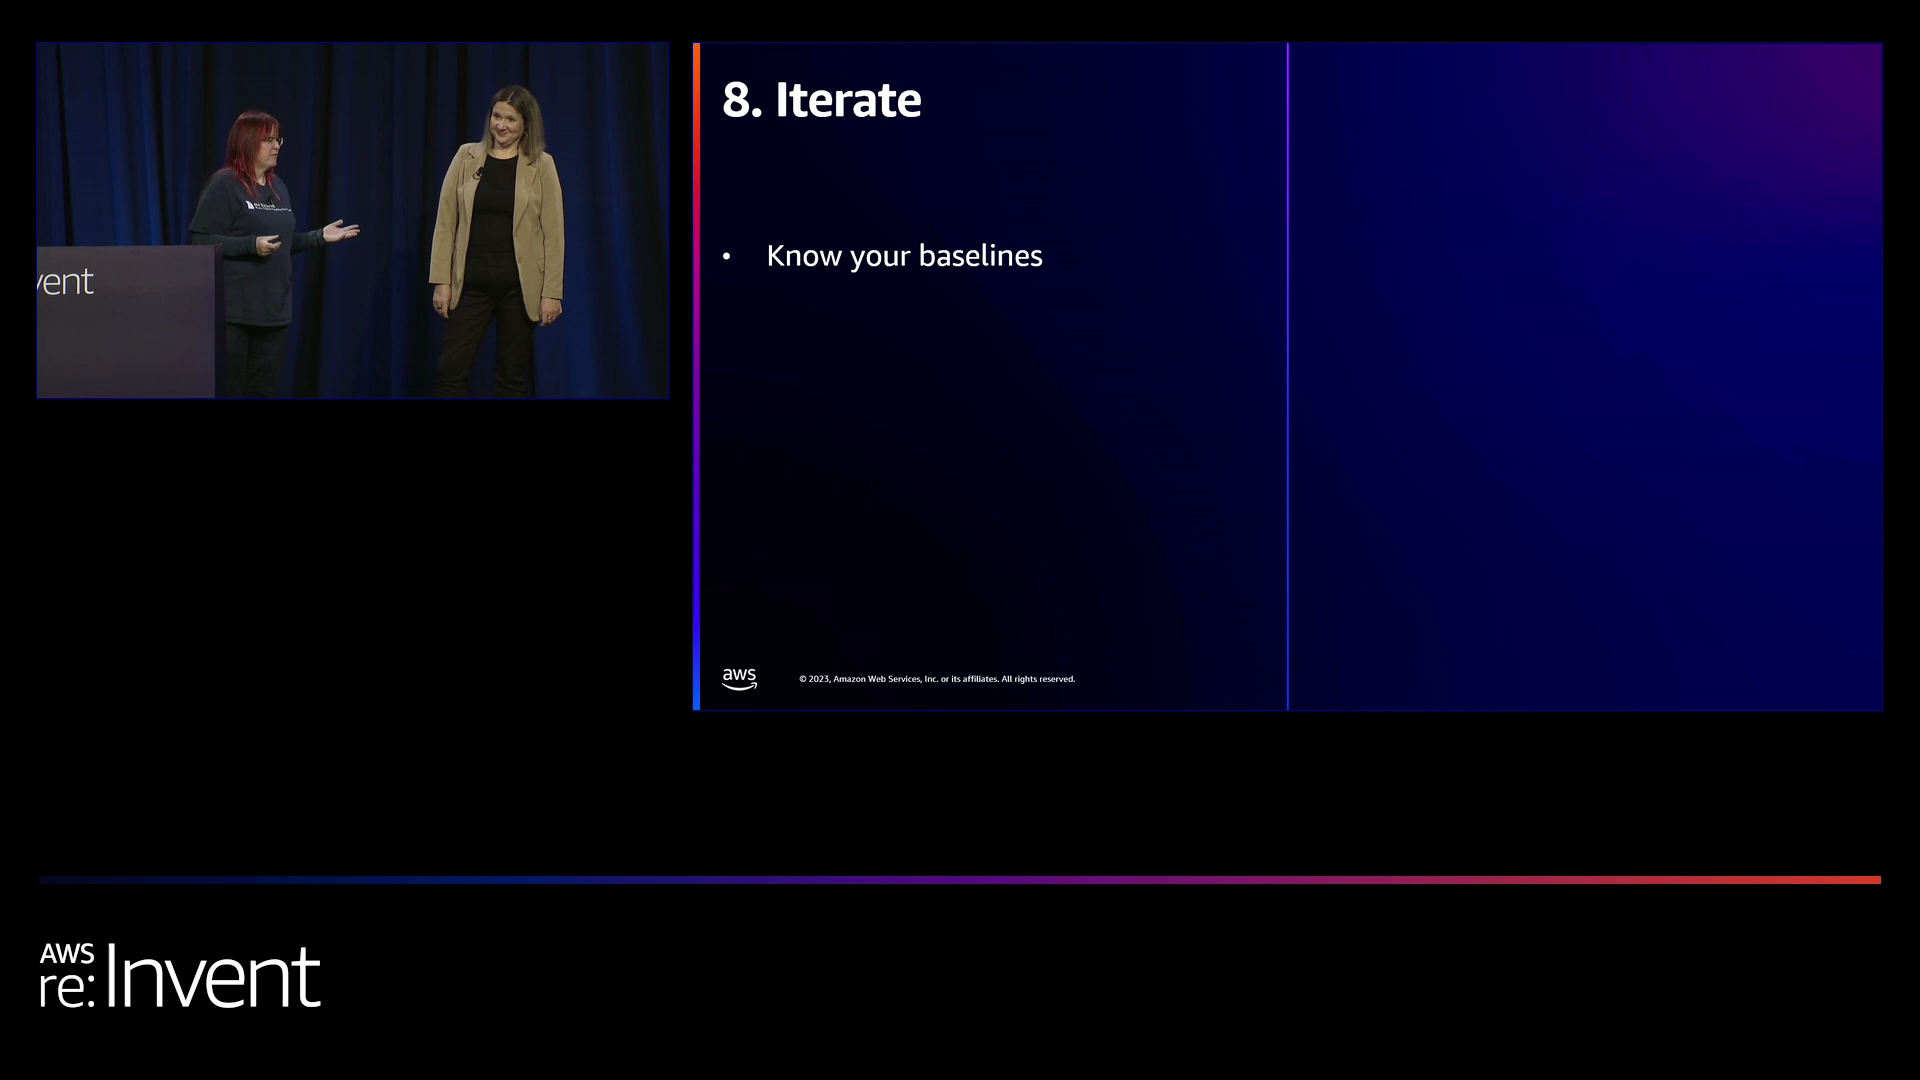 vent
8. Iterate
• Know your baselines
aws
© 2023, Amazon Web Services, Inc. or its affiliates. All rights reserved.
AWS
re:Invent